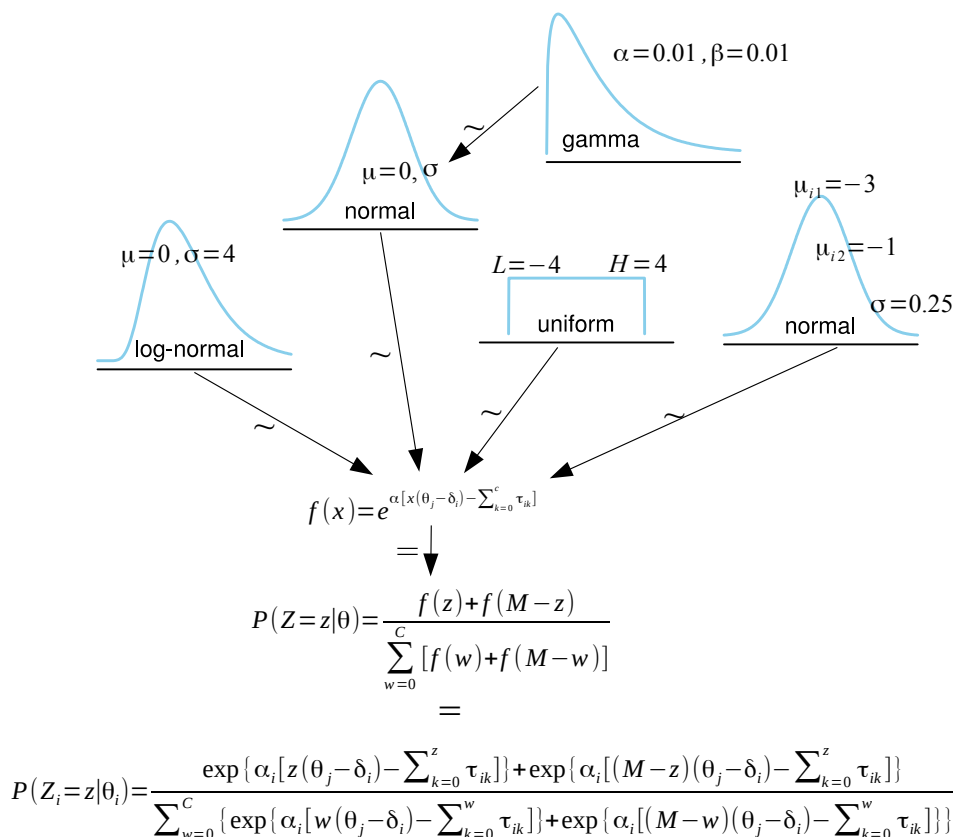 α=0.01 , β=0.01
gamma
∼
μ=0, σ
normal
μ_{i1}=−3
μ_{i2}=−1
σ=0.25
normal
μ=0 , σ=4
log-normal
L=−4 H=4
uniform
∼
∼
∼
∼
f(x)=e^{α[x(θ_j−δ_i)−∑_{k=0}^{c} τ_{ik}]}
=
P(Z=z|θ)=\frac{f(z)+f(M−z)}{∑_{w=0}^{C}[f(w)+f(M−w)]}
=
P(Z_i=z|θ_i)=\frac{exp{α_i[z(θ_j−δ_i)−∑_{k=0}^{z} τ_{ik}]}+exp{α_i[(M−z)(θ_j−δ_i)−∑_{k=0}^{z} τ_{ik}]}}{∑_{w=0}^{C}{exp{α_i[w(θ_j−δ_i)−∑_{k=0}^{w} τ_{ik}]}+exp{α_i[(M−w)(θ_j−δ_i)−∑_{k=0}^{w} τ_{ik}]}}}